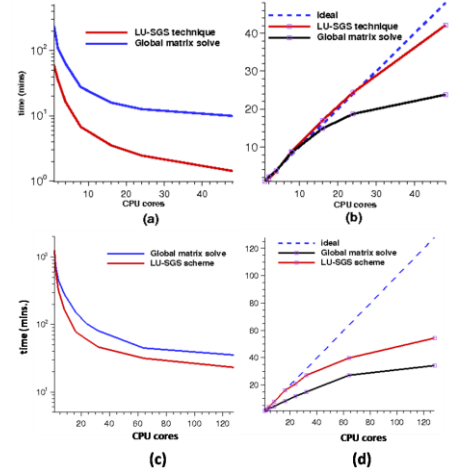 LU-SGS technique
Global matrix solve
time (mins)
10²
10¹
10⁰
10 20 30 40
CPU cores
(a)
ideal
LU-SGS technique
Global matrix solve
40
30
20
10
10 20 30 40
CPU cores
(b)
Global matrix solve
LU-SGS scheme
time (mins.)
10²
10¹
20 40 60 80 100 120
CPU cores
(c)
ideal
Global matrix solve
LU-SGS scheme
120
100
80
60
40
20
20 40 60 80 100 120
CPU cores
(d)